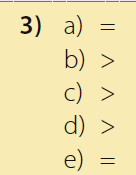 3) a) =
b) >
c) >
d) >
e) =